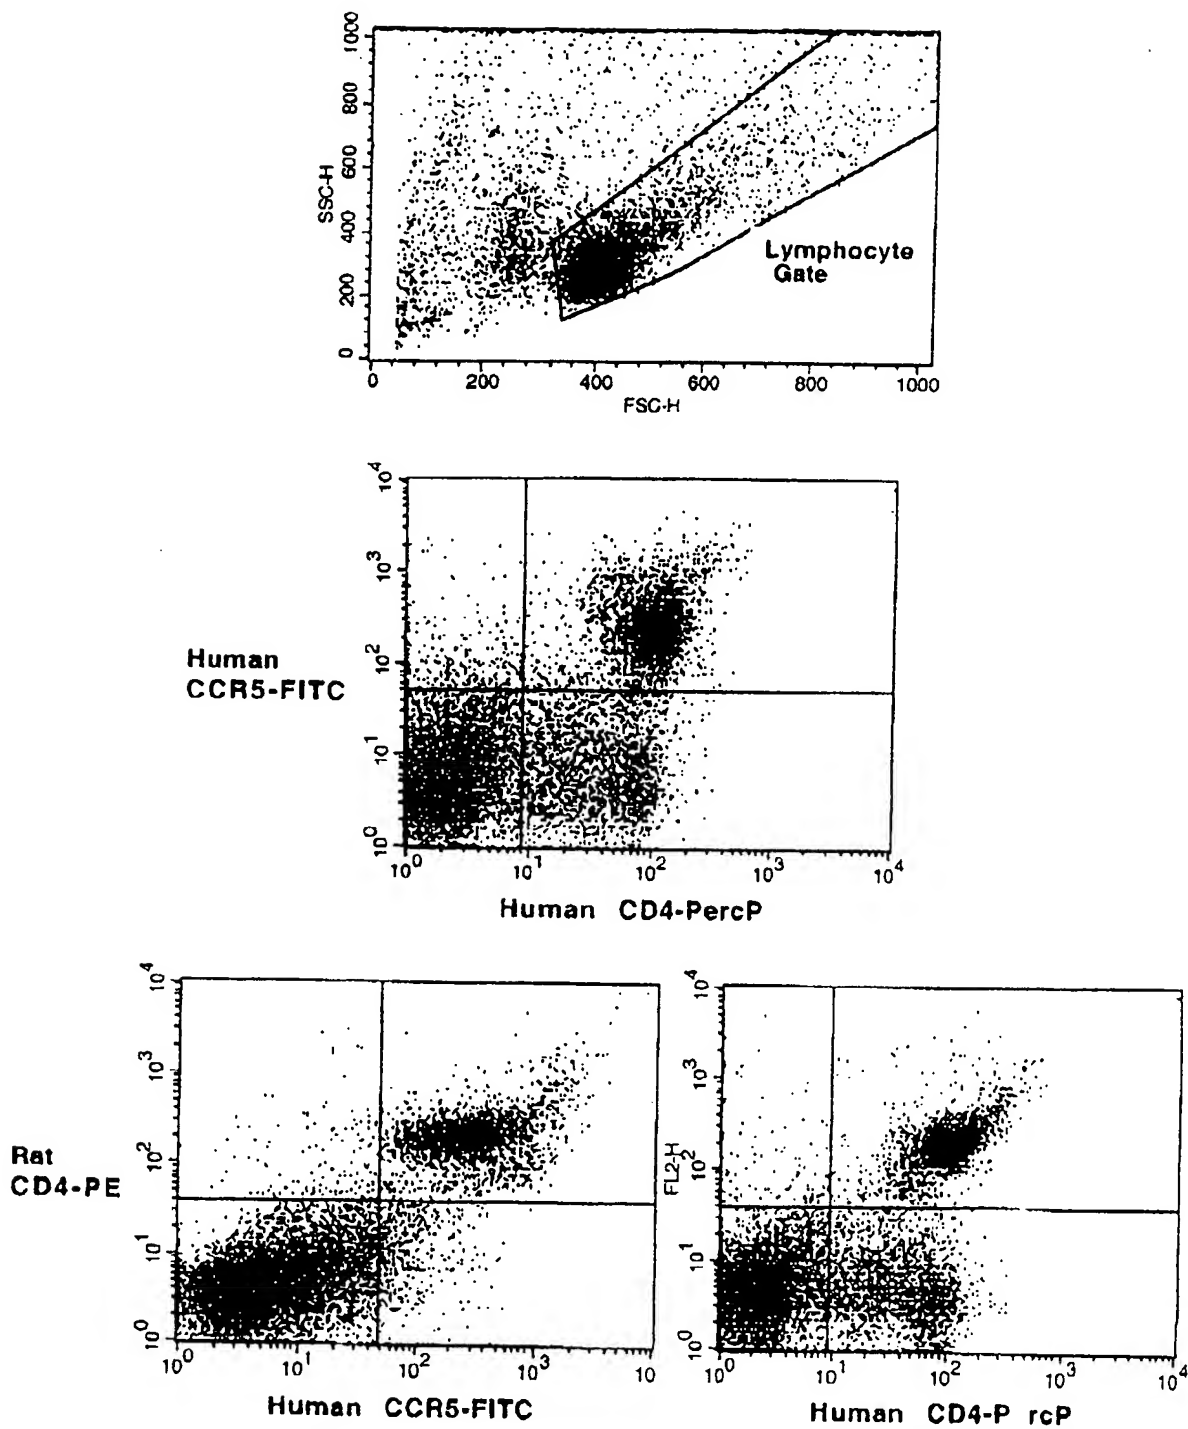 1000
800
600
400
200
0
SSC-H
Lymphocyte
Gate
0 200 400 600 800 1000
FSC-H
10^4
10^3
10^2
10^1
10^0
Human
CCR5-FITC
10^0 10^1 10^2 10^3 10^4
Human CD4-PercP
10^4
10^3
10^2
10^1
10^0
Rat
CD4-PE
10^0 10^1 10^2 10^3 10
Human CCR5-FITC
10^4
10^3
10^2
10^1
10^0
FL2-H
10^0 10^1 10^2 10^3 10^4
Human CD4-P rcP